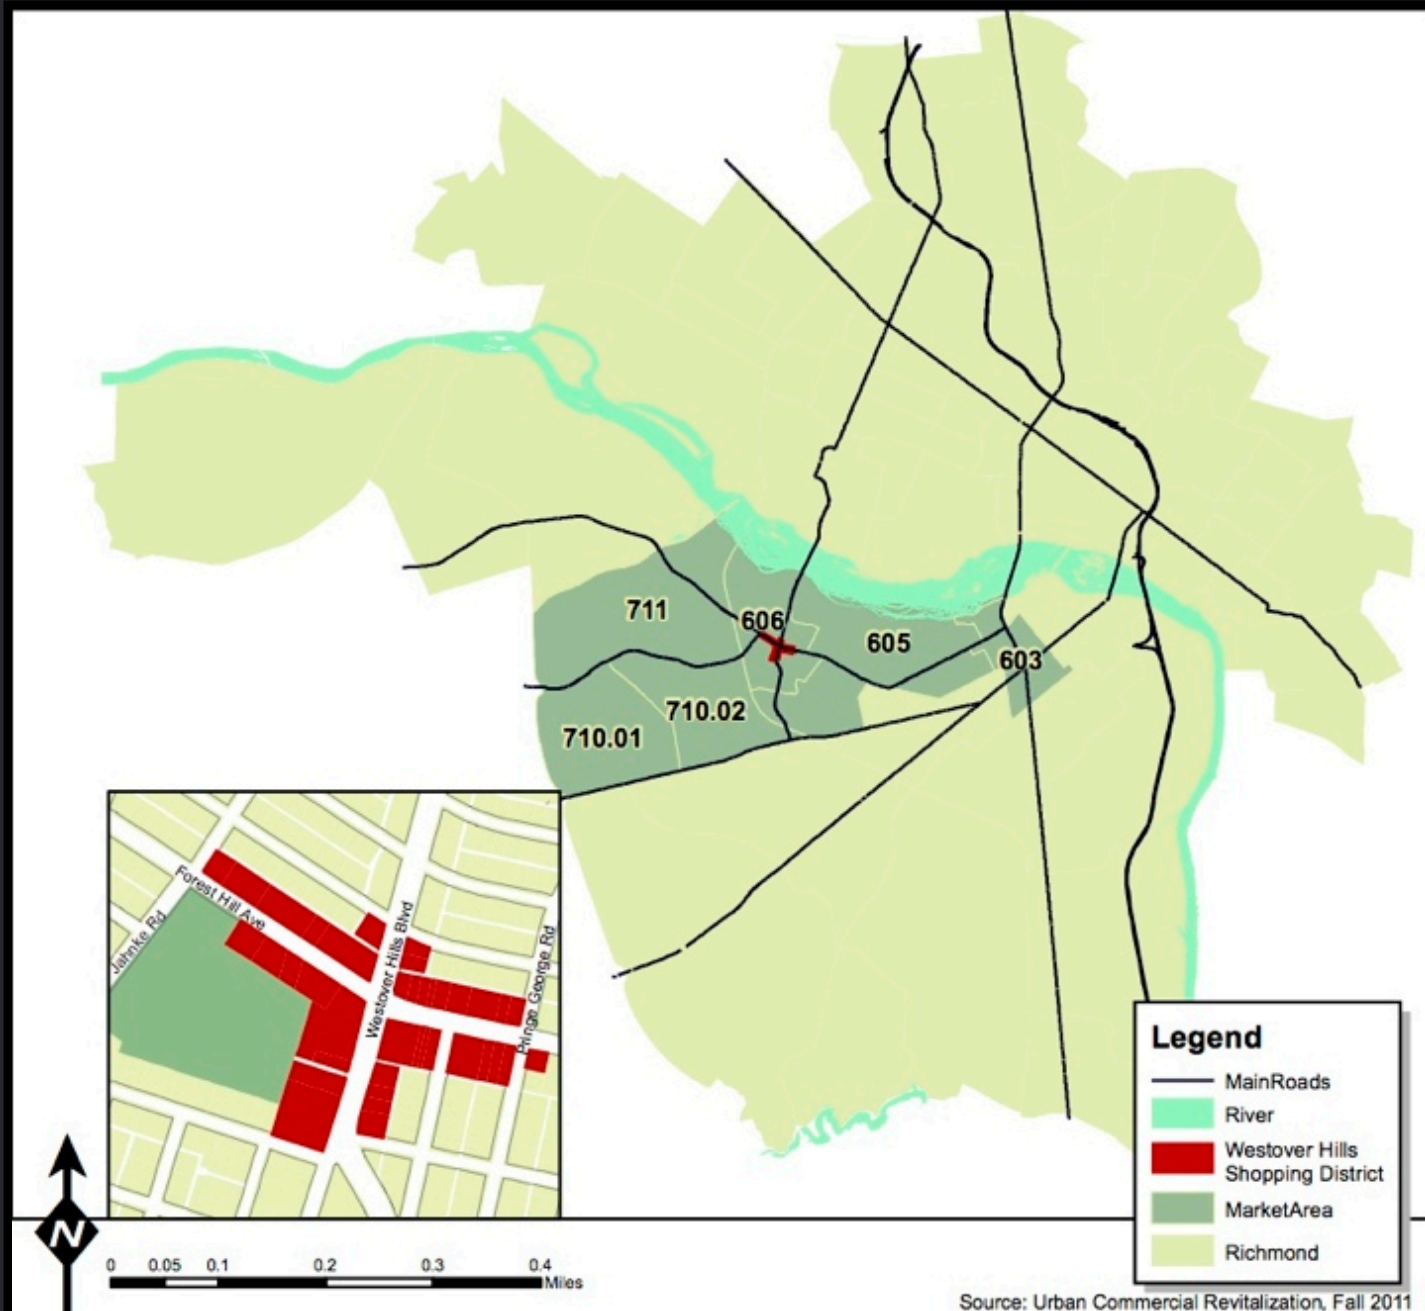 711
606
605
603
710.02
710.01
Forest Hill Ave
Jahnke Rd
Westover Hills Blvd
Prince George Rd
Legend
MainRoads
River
Westover Hills
Shopping District
MarketArea
Richmond
N
0 0.05 0.1 0.2 0.3 0.4
Miles
Source: Urban Commercial Revitalization, Fall 2011